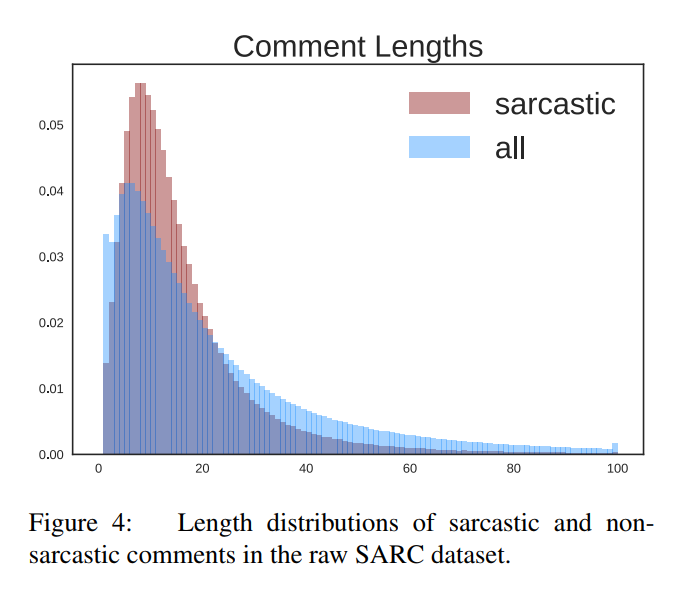 Comment Lengths
sarcastic
all
0.05
0.04
0.03
0.02
0.01
0.00
0 20 40 60 80 100
Figure 4: Length distributions of sarcastic and non-
sarcastic comments in the raw SARC dataset.